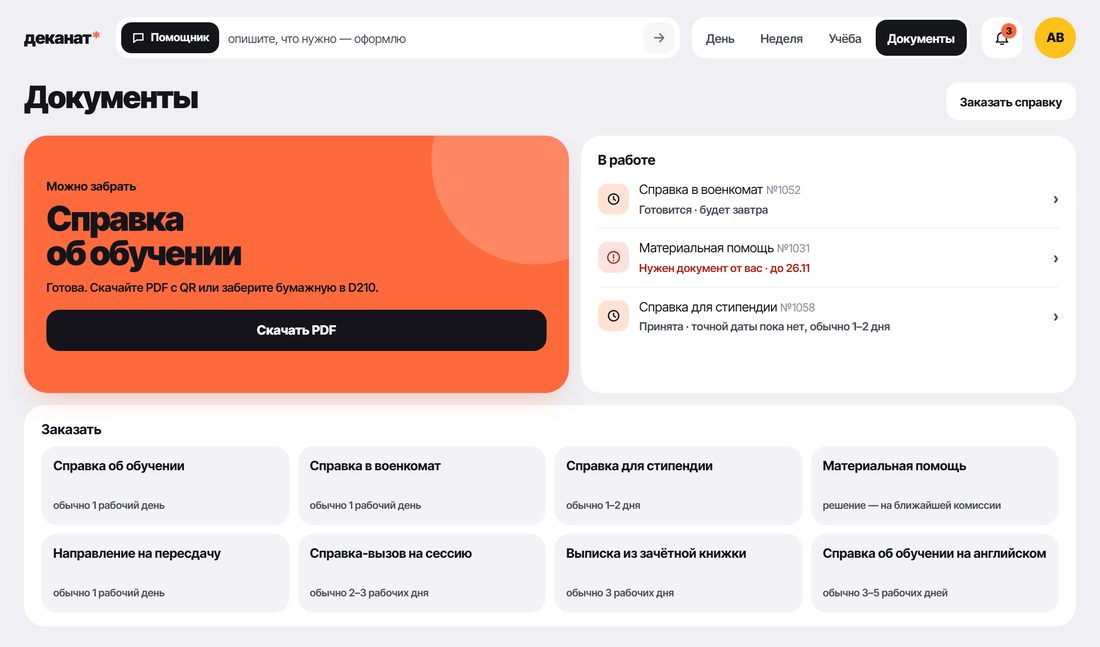 деканат*
Помощник
опишите, что нужно — оформлю
День
Неделя
Учёба
Документы
3
АВ
Документы
Заказать справку
Можно забрать
Справка
об обучении
Готова. Скачайте PDF с QR или заберите бумажную в D210.
Скачать PDF
В работе
Справка в военкомат №1052
Готовится · будет завтра
Материальная помощь №1031
Нужен документ от вас · до 26.11
Справка для стипендии №1058
Принята · точной даты пока нет, обычно 1–2 дня
Заказать
Справка об обучении
обычно 1 рабочий день
Справка в военкомат
обычно 1 рабочий день
Справка для стипендии
обычно 1–2 дня
Материальная помощь
решение — на ближайшей комиссии
Направление на пересдачу
обычно 1 рабочий день
Справка-вызов на сессию
обычно 2–3 рабочих дня
Выписка из зачётной книжки
обычно 3 рабочих дня
Справка об обучении на английском
обычно 3–5 рабочих дней